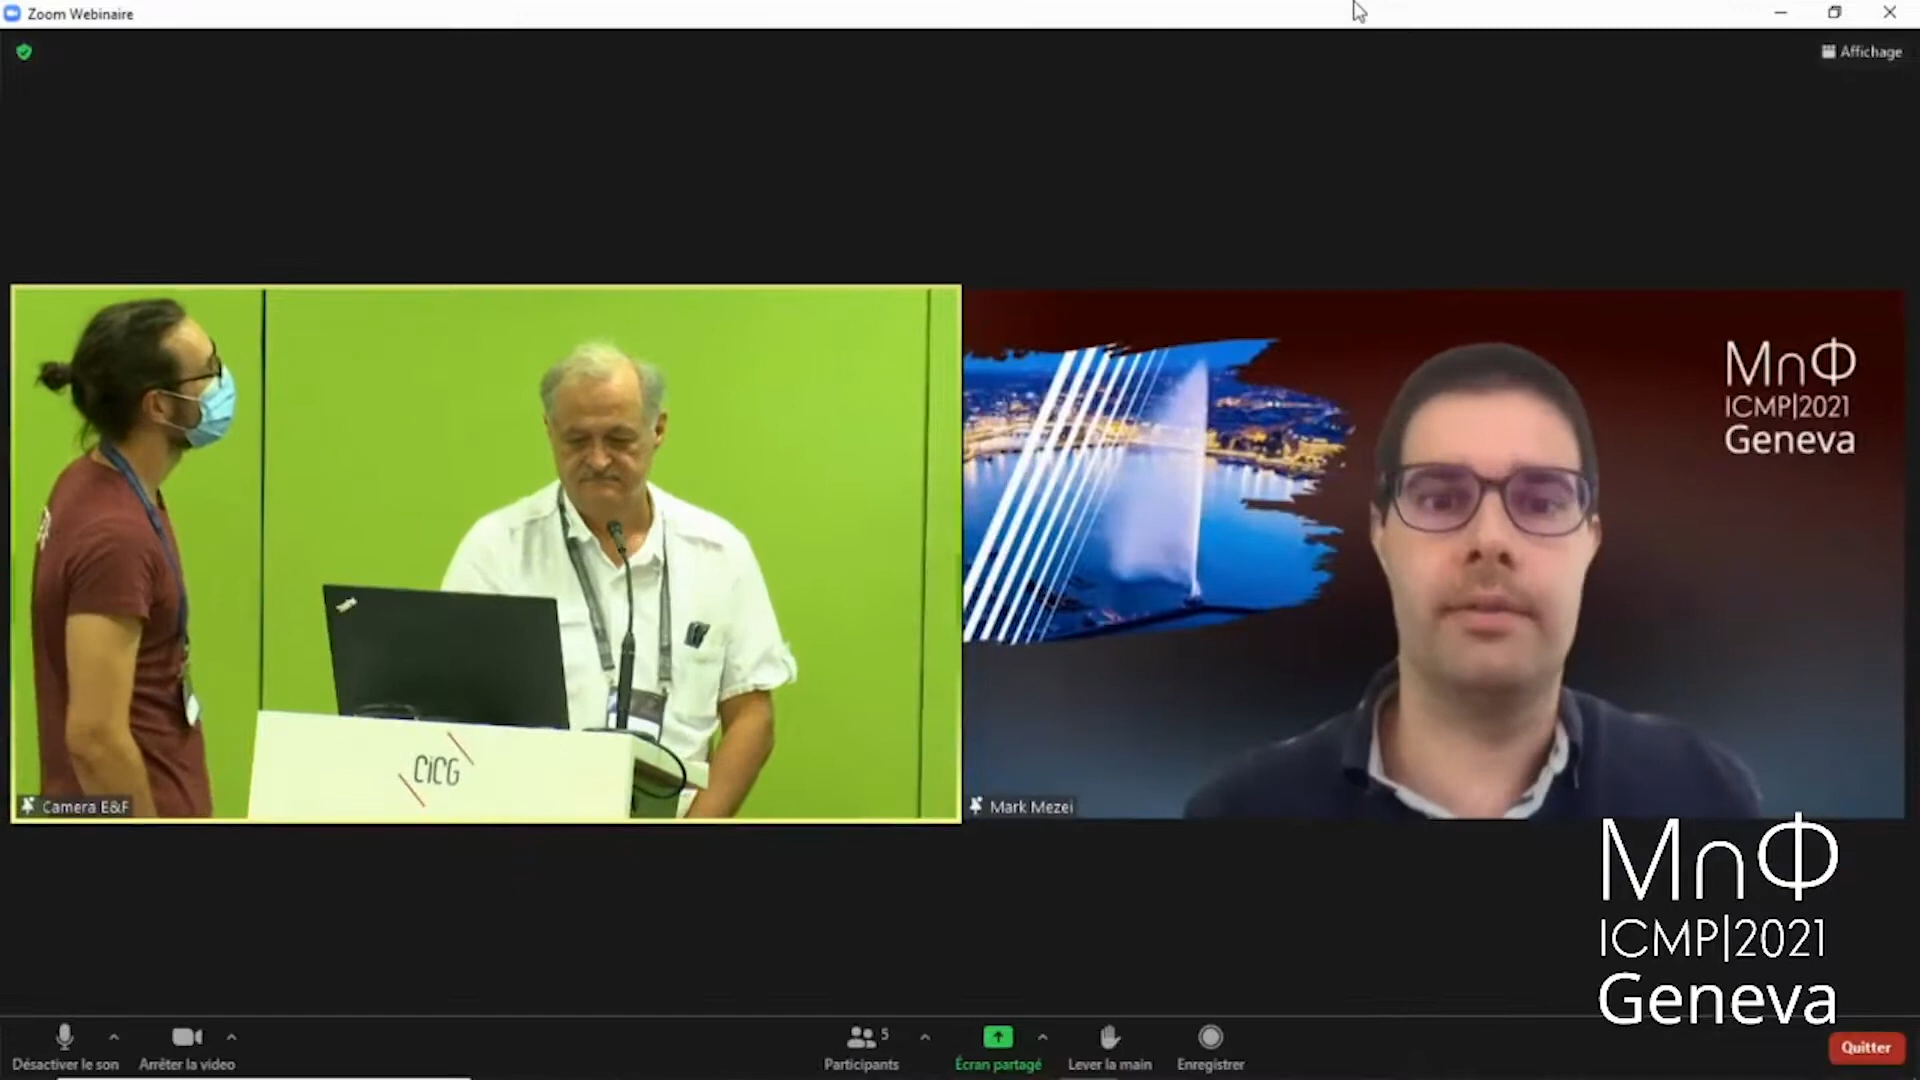 Zoom Webinaire
Affichage
MnΦ
ICMP|2021
Geneva
CiCG
Camera E&F
Mark Mezei
MnΦ
ICMP|2021
Geneva
5
Désactiver le son
Arrêter la video
Participants
Écran partagé
Lever la main
Enregistrer
Quitter